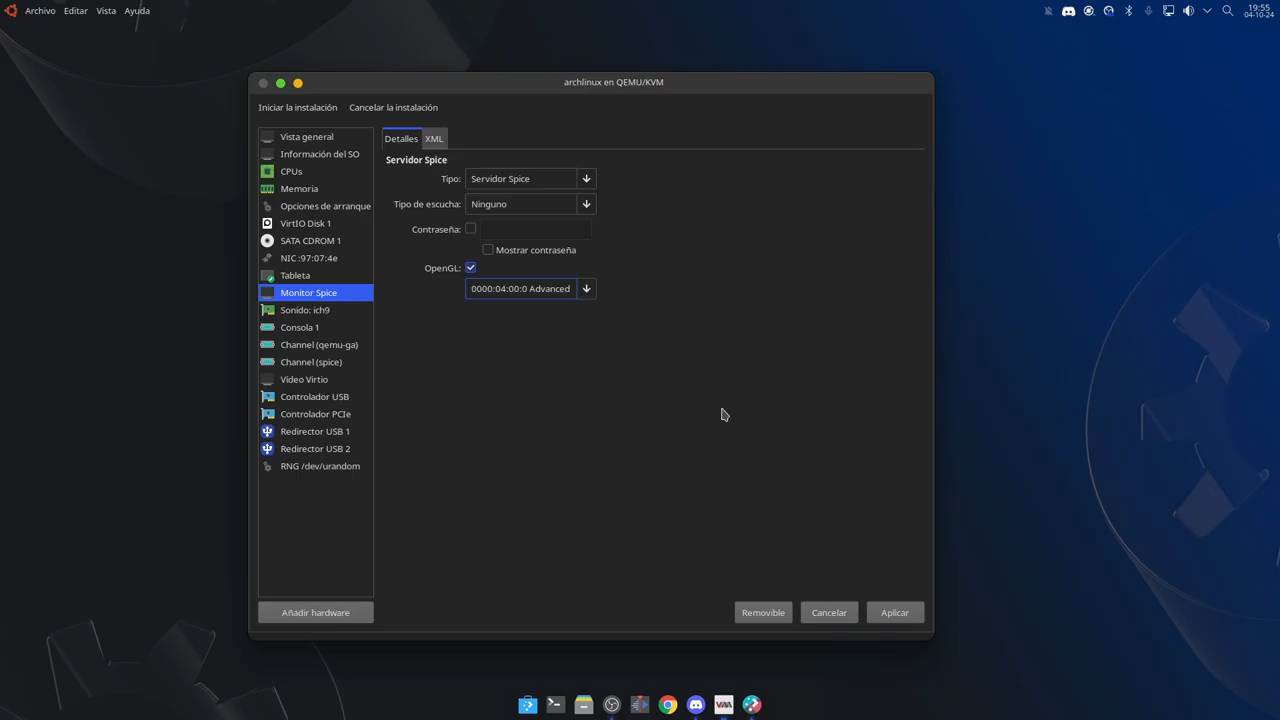 Archivo Editar Vista Ayuda
19:55
04-10-24
archlinux en QEMU/KVM
Iniciar la instalación Cancelar la instalación
Vista general
Información del SO
CPUs
Memoria
Opciones de arranque
VirtIO Disk 1
SATA CDROM 1
NIC :97:07:4e
Tableta
Monitor Spice
Sonido: ich9
Consola 1
Channel (qemu-ga)
Channel (spice)
Vídeo Virtio
Controlador USB
Controlador PCIe
Redirector USB 1
Redirector USB 2
RNG /dev/urandom
Añadir hardware
Detalles XML
Servidor Spice
Tipo: Servidor Spice
Tipo de escucha: Ninguno
Contraseña:
Mostrar contraseña
OpenGL:
0000:04:00:0 Advanced
Removible Cancelar Aplicar